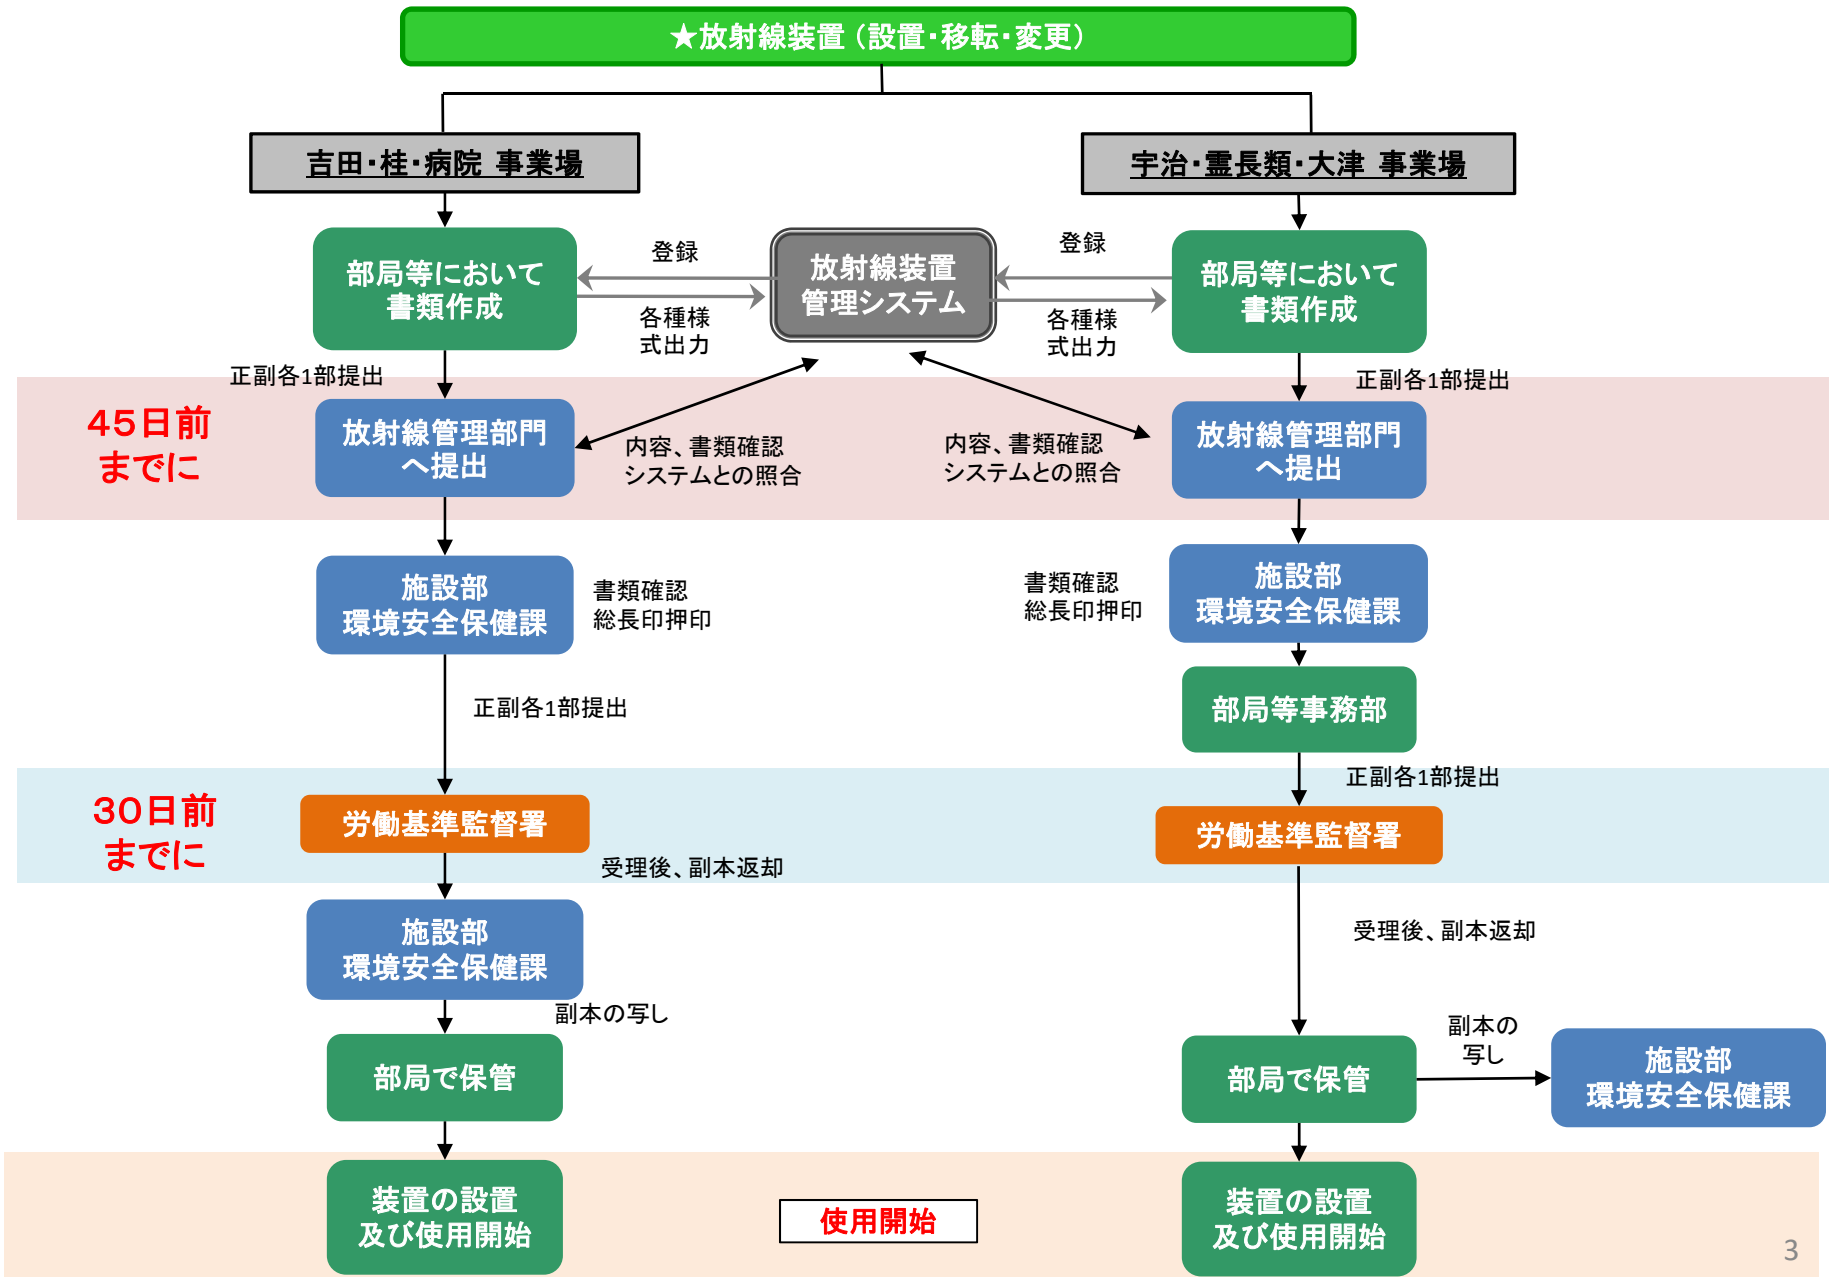 ★放射線装置（設置・移転・変更）
吉田・桂・病院 事業場
宇治・霊長類・大津 事業場
部局等において
書類作成
登録
各種様
式出力
放射線装置
管理システム
登録
各種様
式出力
部局等において
書類作成
正副各1部提出
正副各1部提出
45日前
までに
放射線管理部門
へ提出
内容、書類確認
システムとの照合
内容、書類確認
システムとの照合
放射線管理部門
へ提出
施設部
環境安全保健課
書類確認
総長印押印
書類確認
総長印押印
施設部
環境安全保健課
正副各1部提出
部局等事務部
正副各1部提出
30日前
までに
労働基準監督署
労働基準監督署
受理後、副本返却
施設部
環境安全保健課
受理後、副本返却
副本の写し
部局で保管
部局で保管
副本の
写し
施設部
環境安全保健課
装置の設置
及び使用開始
使用開始
装置の設置
及び使用開始
3